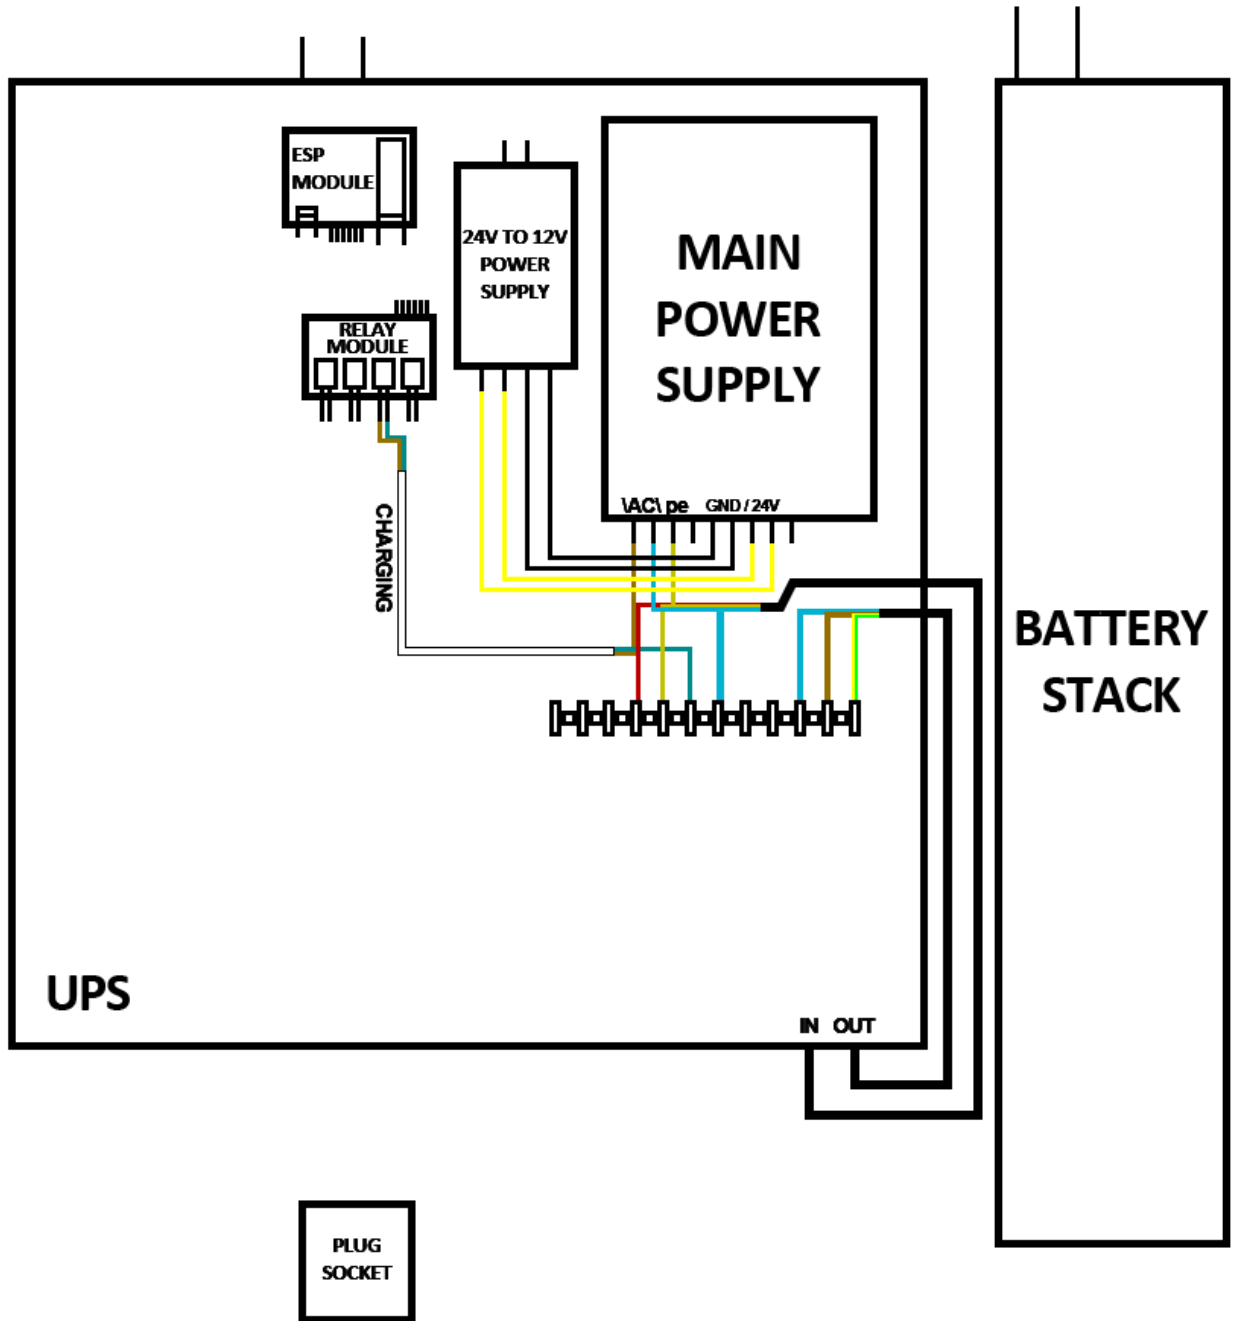 ESP
MODULE
24V TO 12V
POWER
SUPPLY
MAIN
POWER
SUPPLY
RELAY
MODULE
\AC\ pe GND / 24V
CHARGING
BATTERY
STACK
UPS
IN OUT
PLUG
SOCKET